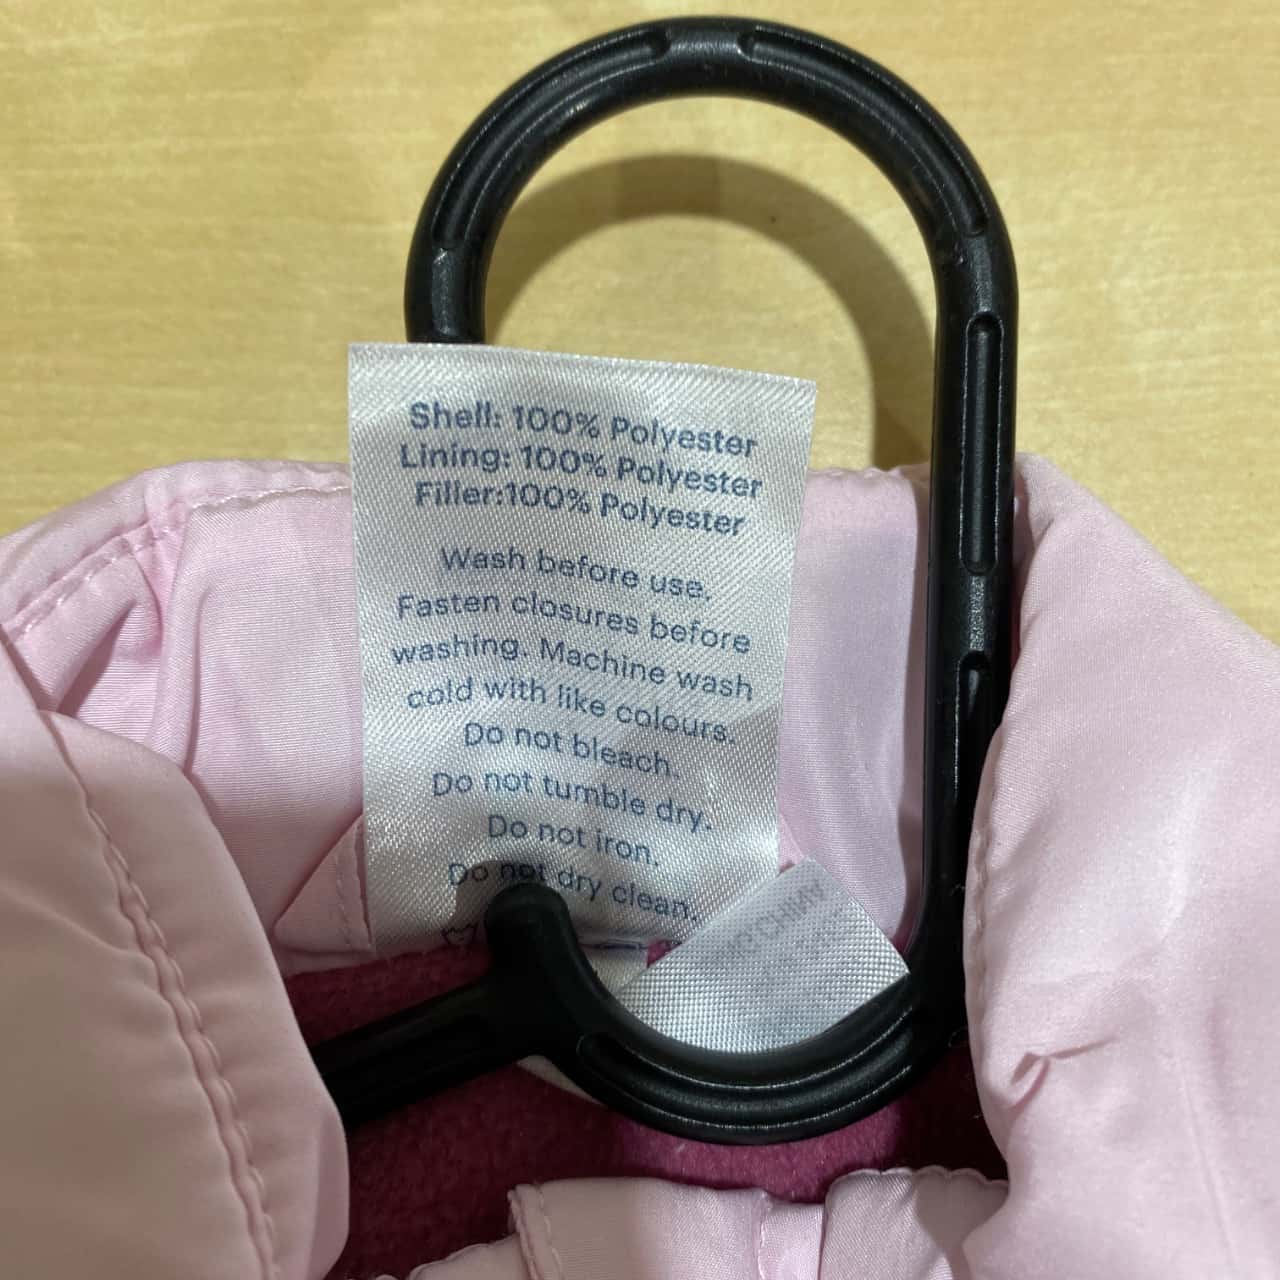 Shell: 100% Polyester
Lining: 100% Polyester
Filler:100% Polyester
Wash before use.
Fasten closures before
washing. Machine wash
cold with like colours.
Do not bleach.
Do not tumble dry.
Do not iron.
Do not dry clean.